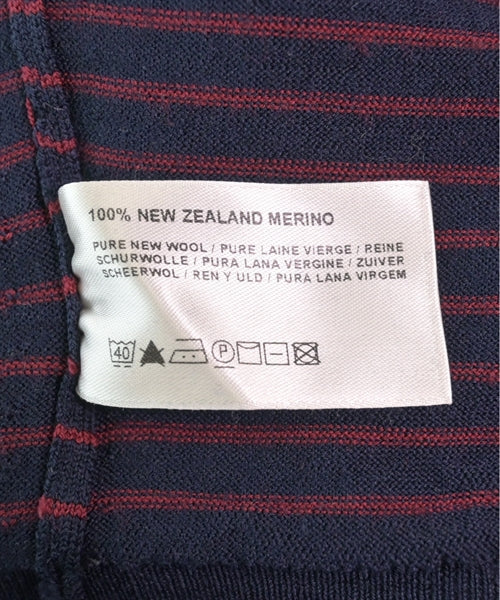 100% NEW ZEALAND MERINO
PURE NEW WOOL / PURE LAINE VIERGE / REINE
SCHURWOLLE / PURA LANA VERGINE / ZUIVER
SCHEERWOL / REN Y ULD / PURA LANA VIRGEM
40 P